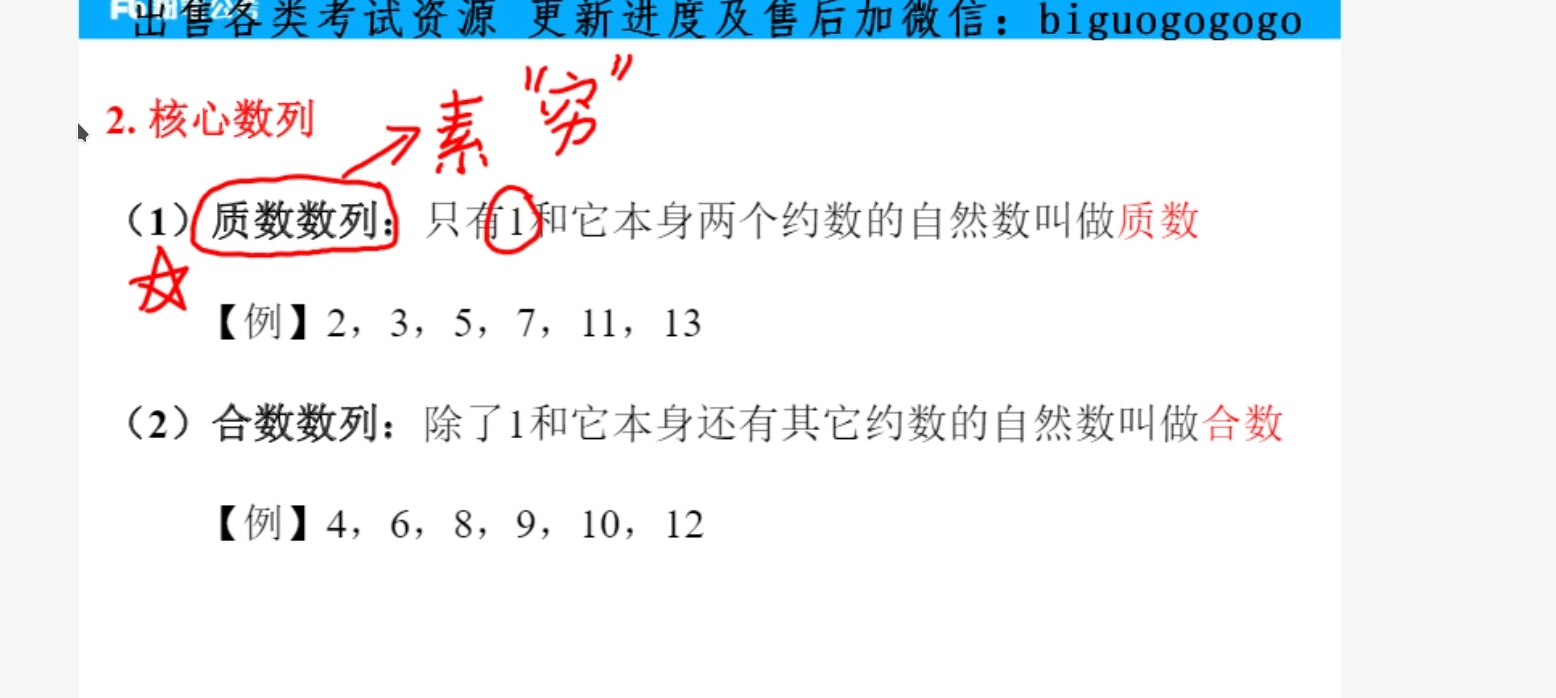 出售各类考试资源 更新进度及售后加微信：biguogogogo
2. 核心数列
素 “穷”
（1）质数数列：只有1和它本身两个约数的自然数叫做质数
【例】2，3，5，7，11，13
（2）合数数列：除了1和它本身还有其它约数的自然数叫做合数
【例】4，6，8，9，10，12